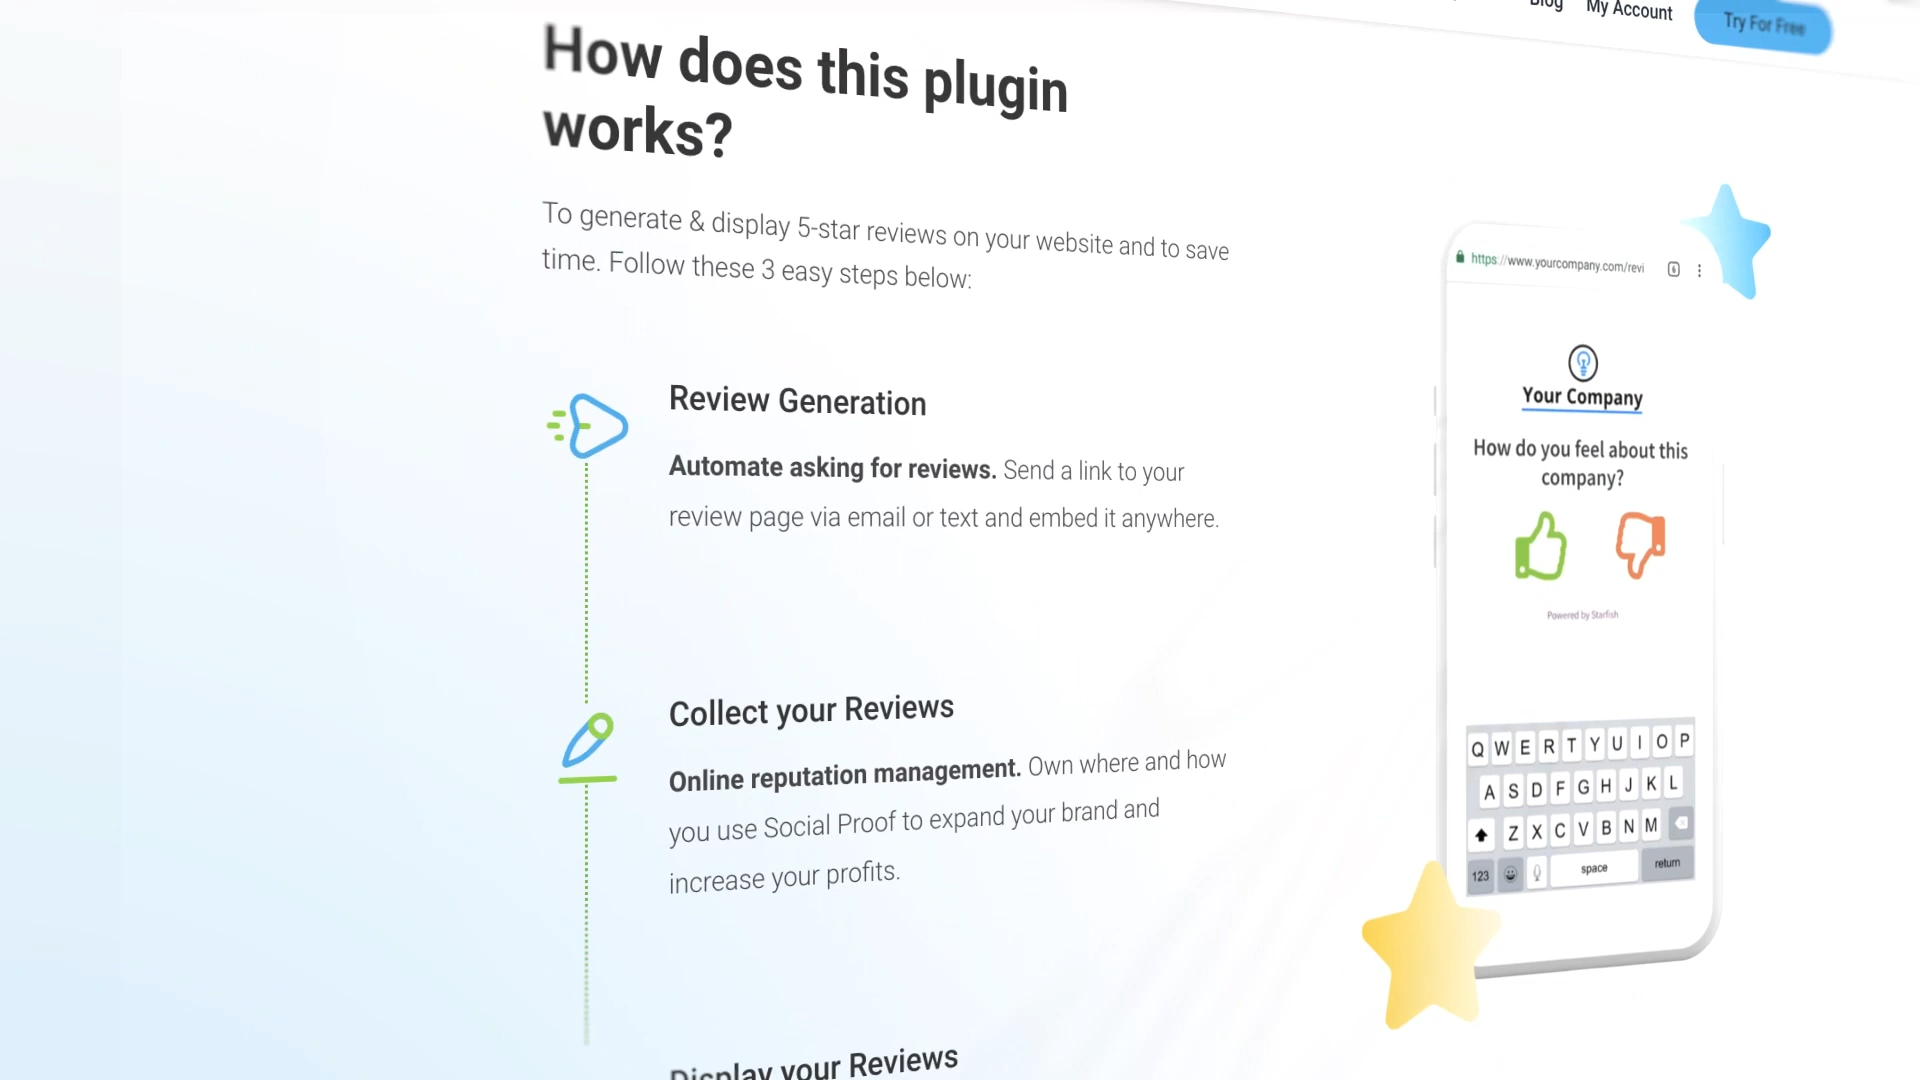 Blog My Account Try For Free
How does this plugin
works?
To generate & display 5-star reviews on your website and to save
time. Follow these 3 easy steps below:
Review Generation
Automate asking for reviews. Send a link to your
review page via email or text and embed it anywhere.
Collect your Reviews
Online reputation management. Own where and how
you use Social Proof to expand your brand and
increase your profits.
Display your Reviews
https://www.yourcompany.com/revi
Your Company
How do you feel about this
company?
Powered by Starfish
Q W E R T Y U I O P
A S D F G H J K L
Z X C V B N M
123 space return